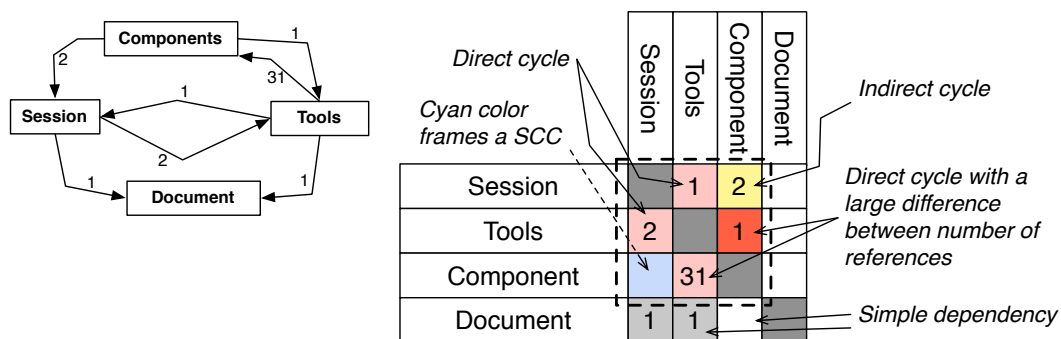 Components
1
2
31
1
Session
Tools
2
1
1
Document
Direct cycle
Cyan color
frames a SCC
Session
Tools
Component
Document
Indirect cycle
Session
1
2
Direct cycle with a
large difference
between number of
references
Tools
2
1
Component
31
Document
1
1
Simple dependency